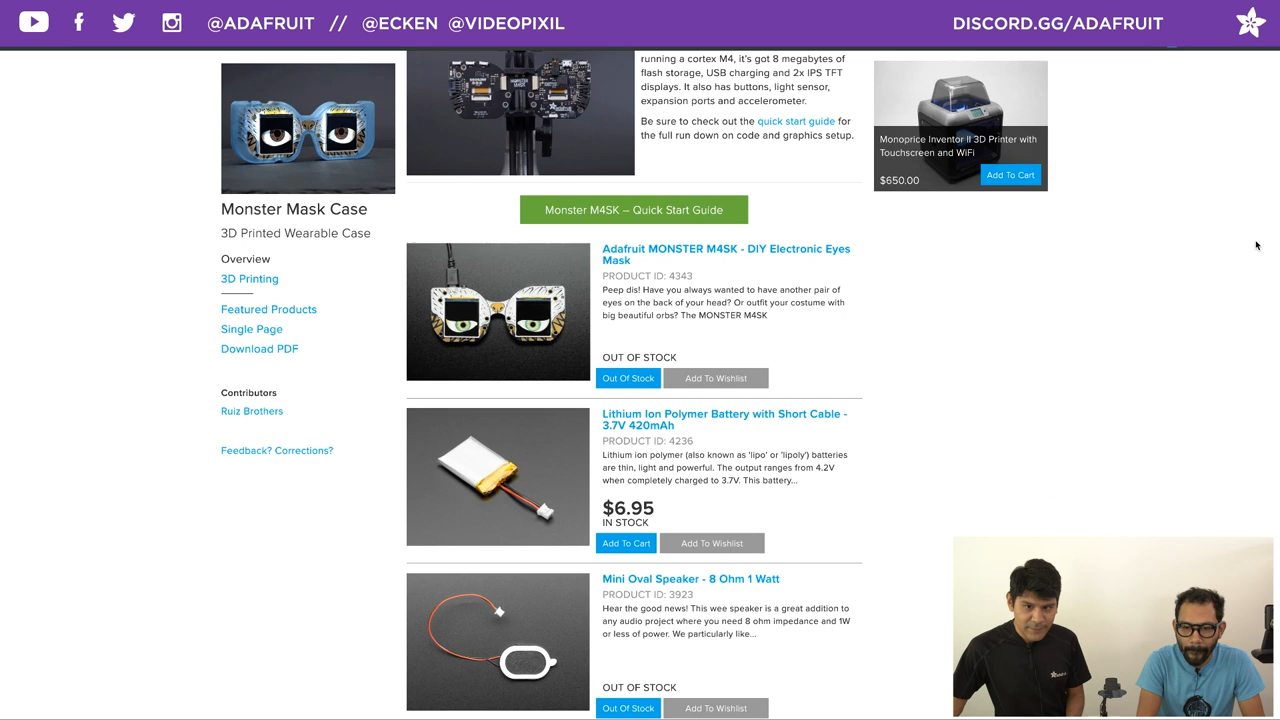 @ADAFRUIT // @ECKEN @VIDEOPIXIL
DISCORD.GG/ADAFRUIT
Monster Mask Case
3D Printed Wearable Case
Overview
3D Printing
Featured Products
Single Page
Download PDF
Contributors
Ruiz Brothers
Feedback? Corrections?
running a cortex M4, it's got 8 megabytes of
flash storage, USB charging and 2x IPS TFT
displays. It also has buttons, light sensor,
expansion ports and accelerometer.
Be sure to check out the quick start guide for
the full run down on code and graphics setup.
Monster M4SK – Quick Start Guide
Adafruit MONSTER M4SK - DIY Electronic Eyes
Mask
PRODUCT ID: 4343
Peep dis! Have you always wanted to have another pair of
eyes on the back of your head? Or outfit your costume with
big beautiful orbs? The MONSTER M4SK
OUT OF STOCK
Out Of Stock
Add To Wishlist
Lithium Ion Polymer Battery with Short Cable -
3.7V 420mAh
PRODUCT ID: 4236
Lithium ion polymer (also known as 'lipo' or 'lipoly') batteries
are thin, light and powerful. The output ranges from 4.2V
when completely charged to 3.7V. This battery...
$6.95
IN STOCK
Add To Cart
Add To Wishlist
Mini Oval Speaker - 8 Ohm 1 Watt
PRODUCT ID: 3923
Hear the good news! This wee speaker is a great addition to
any audio project where you need 8 ohm impedance and 1W
or less of power. We particularly like...
OUT OF STOCK
Out Of Stock
Add To Wishlist
Monoprice Inventor II 3D Printer with
Touchscreen and WiFi
$650.00
Add To Cart